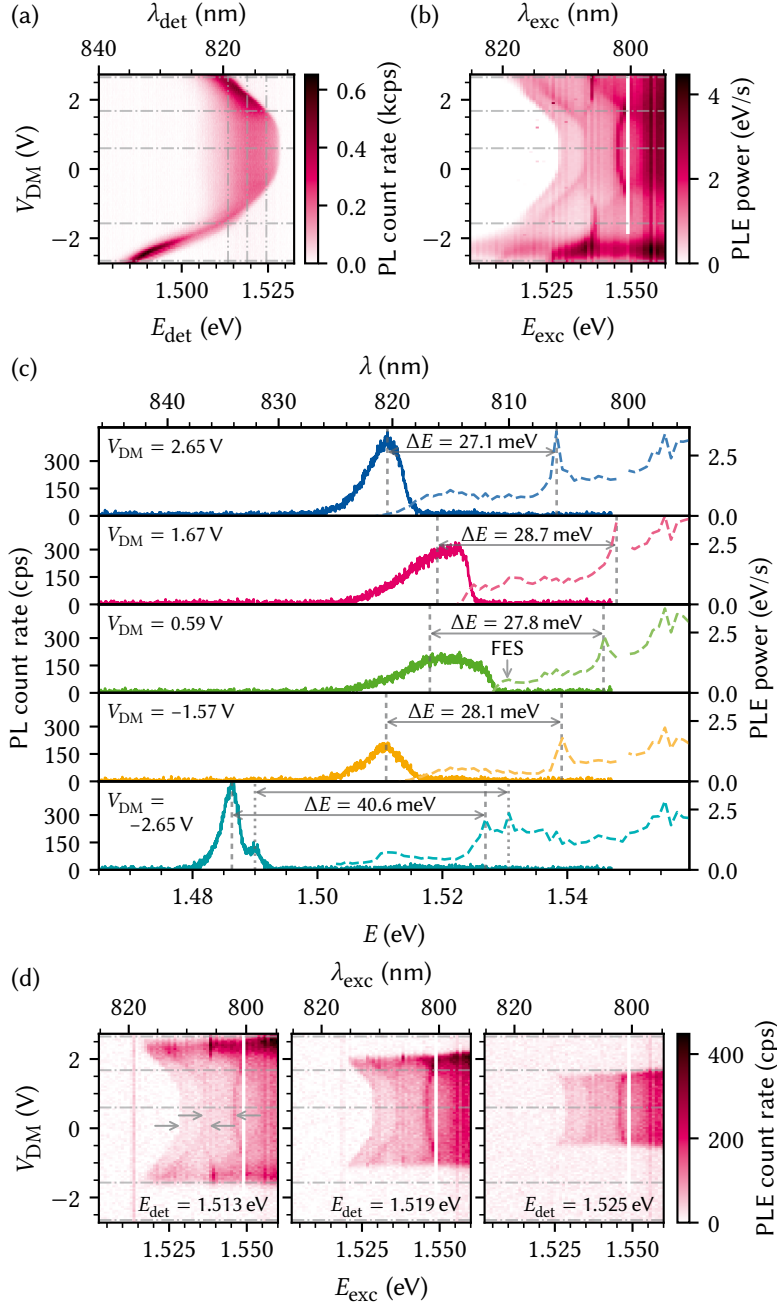 (a)
λdet (nm)
840 820
2
0
−2
VDM (V)
1.500 1.525
Edet (eV)
0.6
0.4
0.2
0.0
PL count rate (kcps)
(b)
λexc (nm)
820 800
2
0
−2
1.525 1.550
Eexc (eV)
4
2
0
PLE power (eV/s)
(c)
λ (nm)
840 832 824 816 810 804 798
VDM = 2.65 V
ΔE = 27.1 meV
300
150
0
2.5
0.0
VDM = 1.67 V
ΔE = 28.7 meV
300
150
0
2.5
0.0
VDM = 0.59 V
ΔE = 27.8 meV
FES
300
150
0
2.5
0.0
VDM = −1.57 V
ΔE = 28.1 meV
300
150
0
2.5
0.0
VDM =
−2.65 V
ΔE = 40.6 meV
300
150
0
2.5
0.0
PL count rate (cps)
PLE power (eV/s)
1.48 1.50 1.52 1.54
E (eV)
(d)
λexc (nm)
820 800 820 800 820 800
2
0
−2
VDM (V)
Edet = 1.513 eV
Edet = 1.519 eV
Edet = 1.525 eV
1.525 1.550 1.525 1.550 1.525 1.550
Eexc (eV)
400
200
0
PLE count rate (cps)